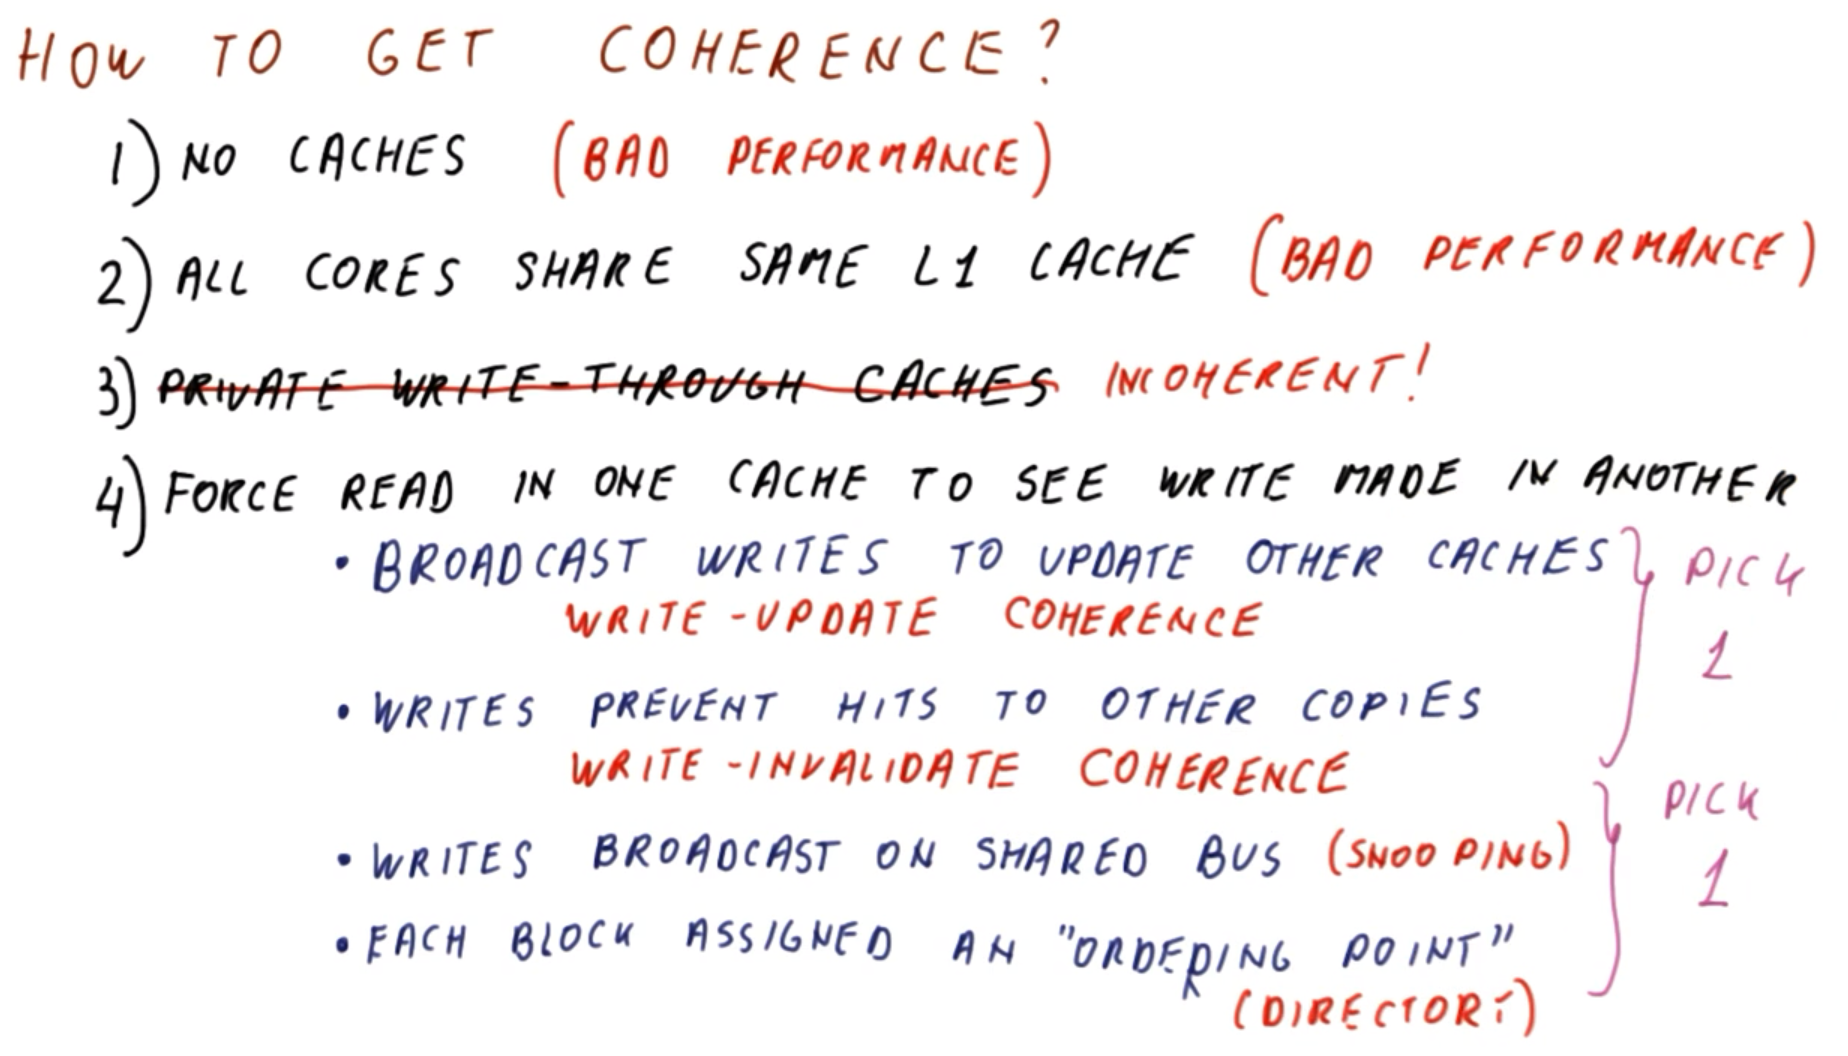 HOW TO GET COHERENCE?
1) NO CACHES (BAD PERFORMANCE)
2) ALL CORES SHARE SAME L1 CACHE (BAD PERFORMANCE)
3) PRIVATE WRITE-THROUGH CACHES INCOHERENT!
4) FORCE READ IN ONE CACHE TO SEE WRITE MADE IN ANOTHER
• BROADCAST WRITES TO UPDATE OTHER CACHES
WRITE-UPDATE COHERENCE
PICK
1
• WRITES PREVENT HITS TO OTHER COPIES
WRITE-INVALIDATE COHERENCE
• WRITES BROADCAST ON SHARED BUS (SNOOPING)
PICK
1
• EACH BLOCK ASSIGNED AN "ORDERING POINT"
(DIRECTORY)